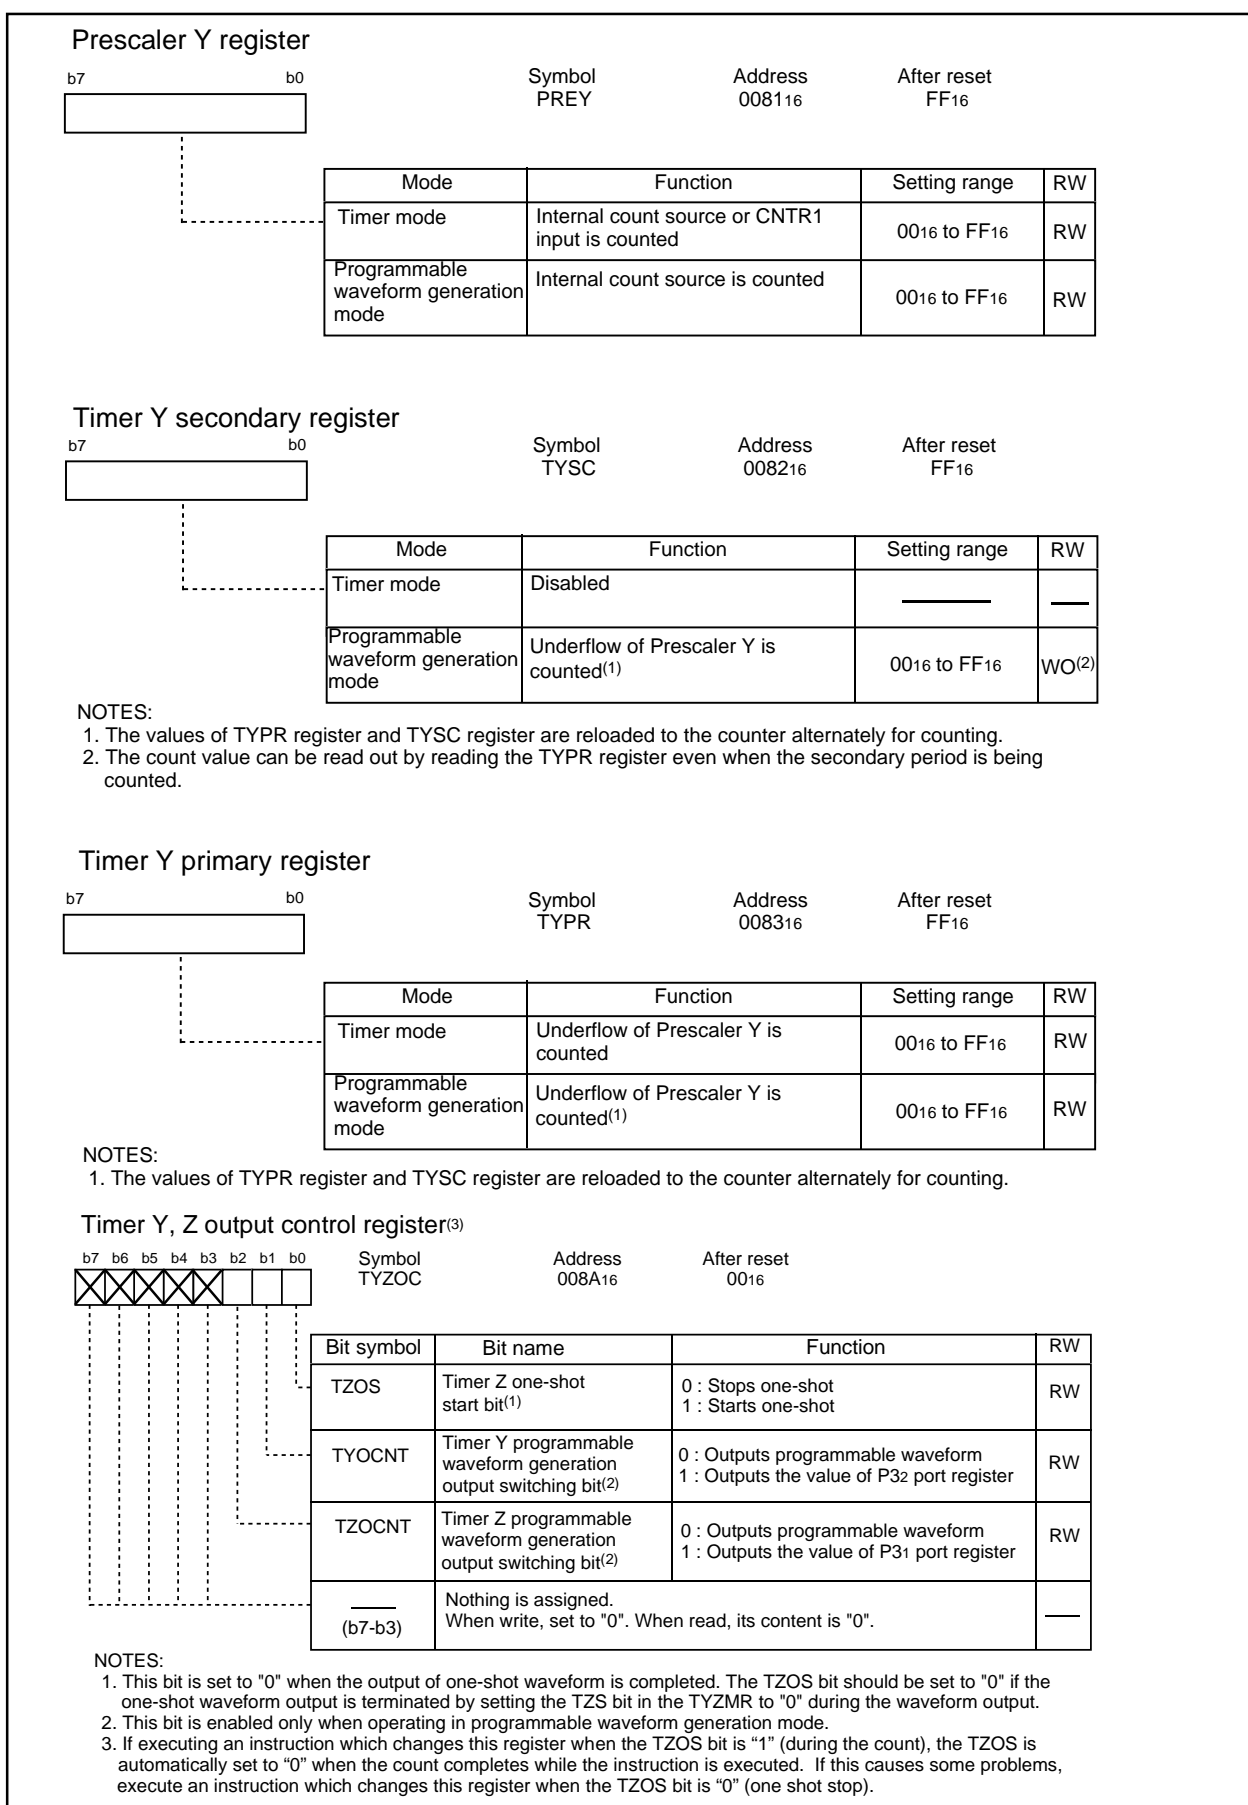 Prescaler Y register
b7 b0 Symbol Address After reset
PREY 008116 FF16
Mode Function Setting range RW
Timer mode Internal count source or CNTR1 input is counted 0016 to FF16 RW
Programmable waveform generation mode Internal count source is counted 0016 to FF16 RW
Timer Y secondary register
b7 b0 Symbol Address After reset
TYSC 008216 FF16
Mode Function Setting range RW
Timer mode Disabled
Programmable waveform generation mode Underflow of Prescaler Y is counted(1) 0016 to FF16 WO(2)
NOTES:
1. The values of TYPR register and TYSC register are reloaded to the counter alternately for counting.
2. The count value can be read out by reading the TYPR register even when the secondary period is being
counted.
Timer Y primary register
b7 b0 Symbol Address After reset
TYPR 008316 FF16
Mode Function Setting range RW
Timer mode Underflow of Prescaler Y is counted 0016 to FF16 RW
Programmable waveform generation mode Underflow of Prescaler Y is counted(1) 0016 to FF16 RW
NOTES:
1. The values of TYPR register and TYSC register are reloaded to the counter alternately for counting.
Timer Y, Z output control register(3)
b7 b6 b5 b4 b3 b2 b1 b0 Symbol Address After reset
TYZOC 008A16 0016
Bit symbol Bit name Function RW
TZOS Timer Z one-shot start bit(1) 0 : Stops one-shot 1 : Starts one-shot RW
TYOCNT Timer Y programmable waveform generation output switching bit(2) 0 : Outputs programmable waveform 1 : Outputs the value of P32 port register RW
TZOCNT Timer Z programmable waveform generation output switching bit(2) 0 : Outputs programmable waveform 1 : Outputs the value of P31 port register RW
(b7-b3) Nothing is assigned. When write, set to "0". When read, its content is "0".
NOTES:
1. This bit is set to "0" when the output of one-shot waveform is completed. The TZOS bit should be set to "0" if the
one-shot waveform output is terminated by setting the TZS bit in the TYZMR to "0" during the waveform output.
2. This bit is enabled only when operating in programmable waveform generation mode.
3. If executing an instruction which changes this register when the TZOS bit is “1” (during the count), the TZOS is
automatically set to “0” when the count completes while the instruction is executed. If this causes some problems,
execute an instruction which changes this register when the TZOS bit is “0” (one shot stop).